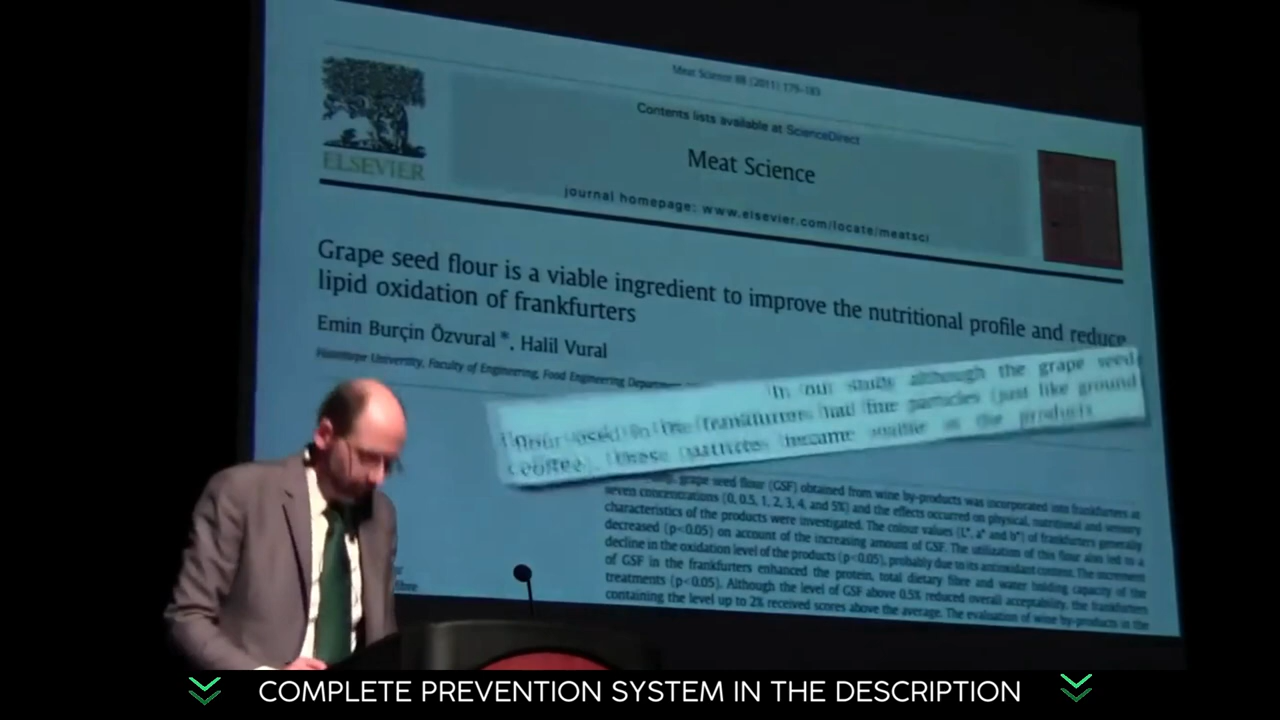 Meat Science 88 (2011) 179–183
Contents lists available at ScienceDirect
Meat Science
journal homepage: www.elsevier.com/locate/meatsci
ELSEVIER
Grape seed flour is a viable ingredient to improve the nutritional profile and reduce
lipid oxidation of frankfurters
Emin Burçin Özvural *, Halil Vural
Hacettepe University, Faculty of Engineering, Food Engineering
In our study although the grape seed
flour used in the frankfurters had fine particles (just like ground
coffee), these particles became visible in the products
grape seed flour (GSF) obtained from wine by-products was incorporated into frankfurters at
seven concentrations (0, 0.5, 1, 2, 3, 4, and 5%) and the effects occurred on physical, nutritional and sensory
characteristics of the products were investigated. The colour values (L*, a* and b*) of frankfurters generally
decreased (p<0.05) on account of the increasing amount of GSF. The utilization of this flour also led to a
decline in the oxidation level of the products (p<0.05), probably due to its antioxidant content. The increment
of GSF in the frankfurters enhanced the protein, total dietary fibre and water holding capacity of the
treatments (p<0.05). Although the level of GSF above 0.5% reduced overall acceptability, the frankfurters
containing the level up to 2% received scores above the average. The evaluation of wine by-products in the
fibre
COMPLETE PREVENTION SYSTEM IN THE DESCRIPTION